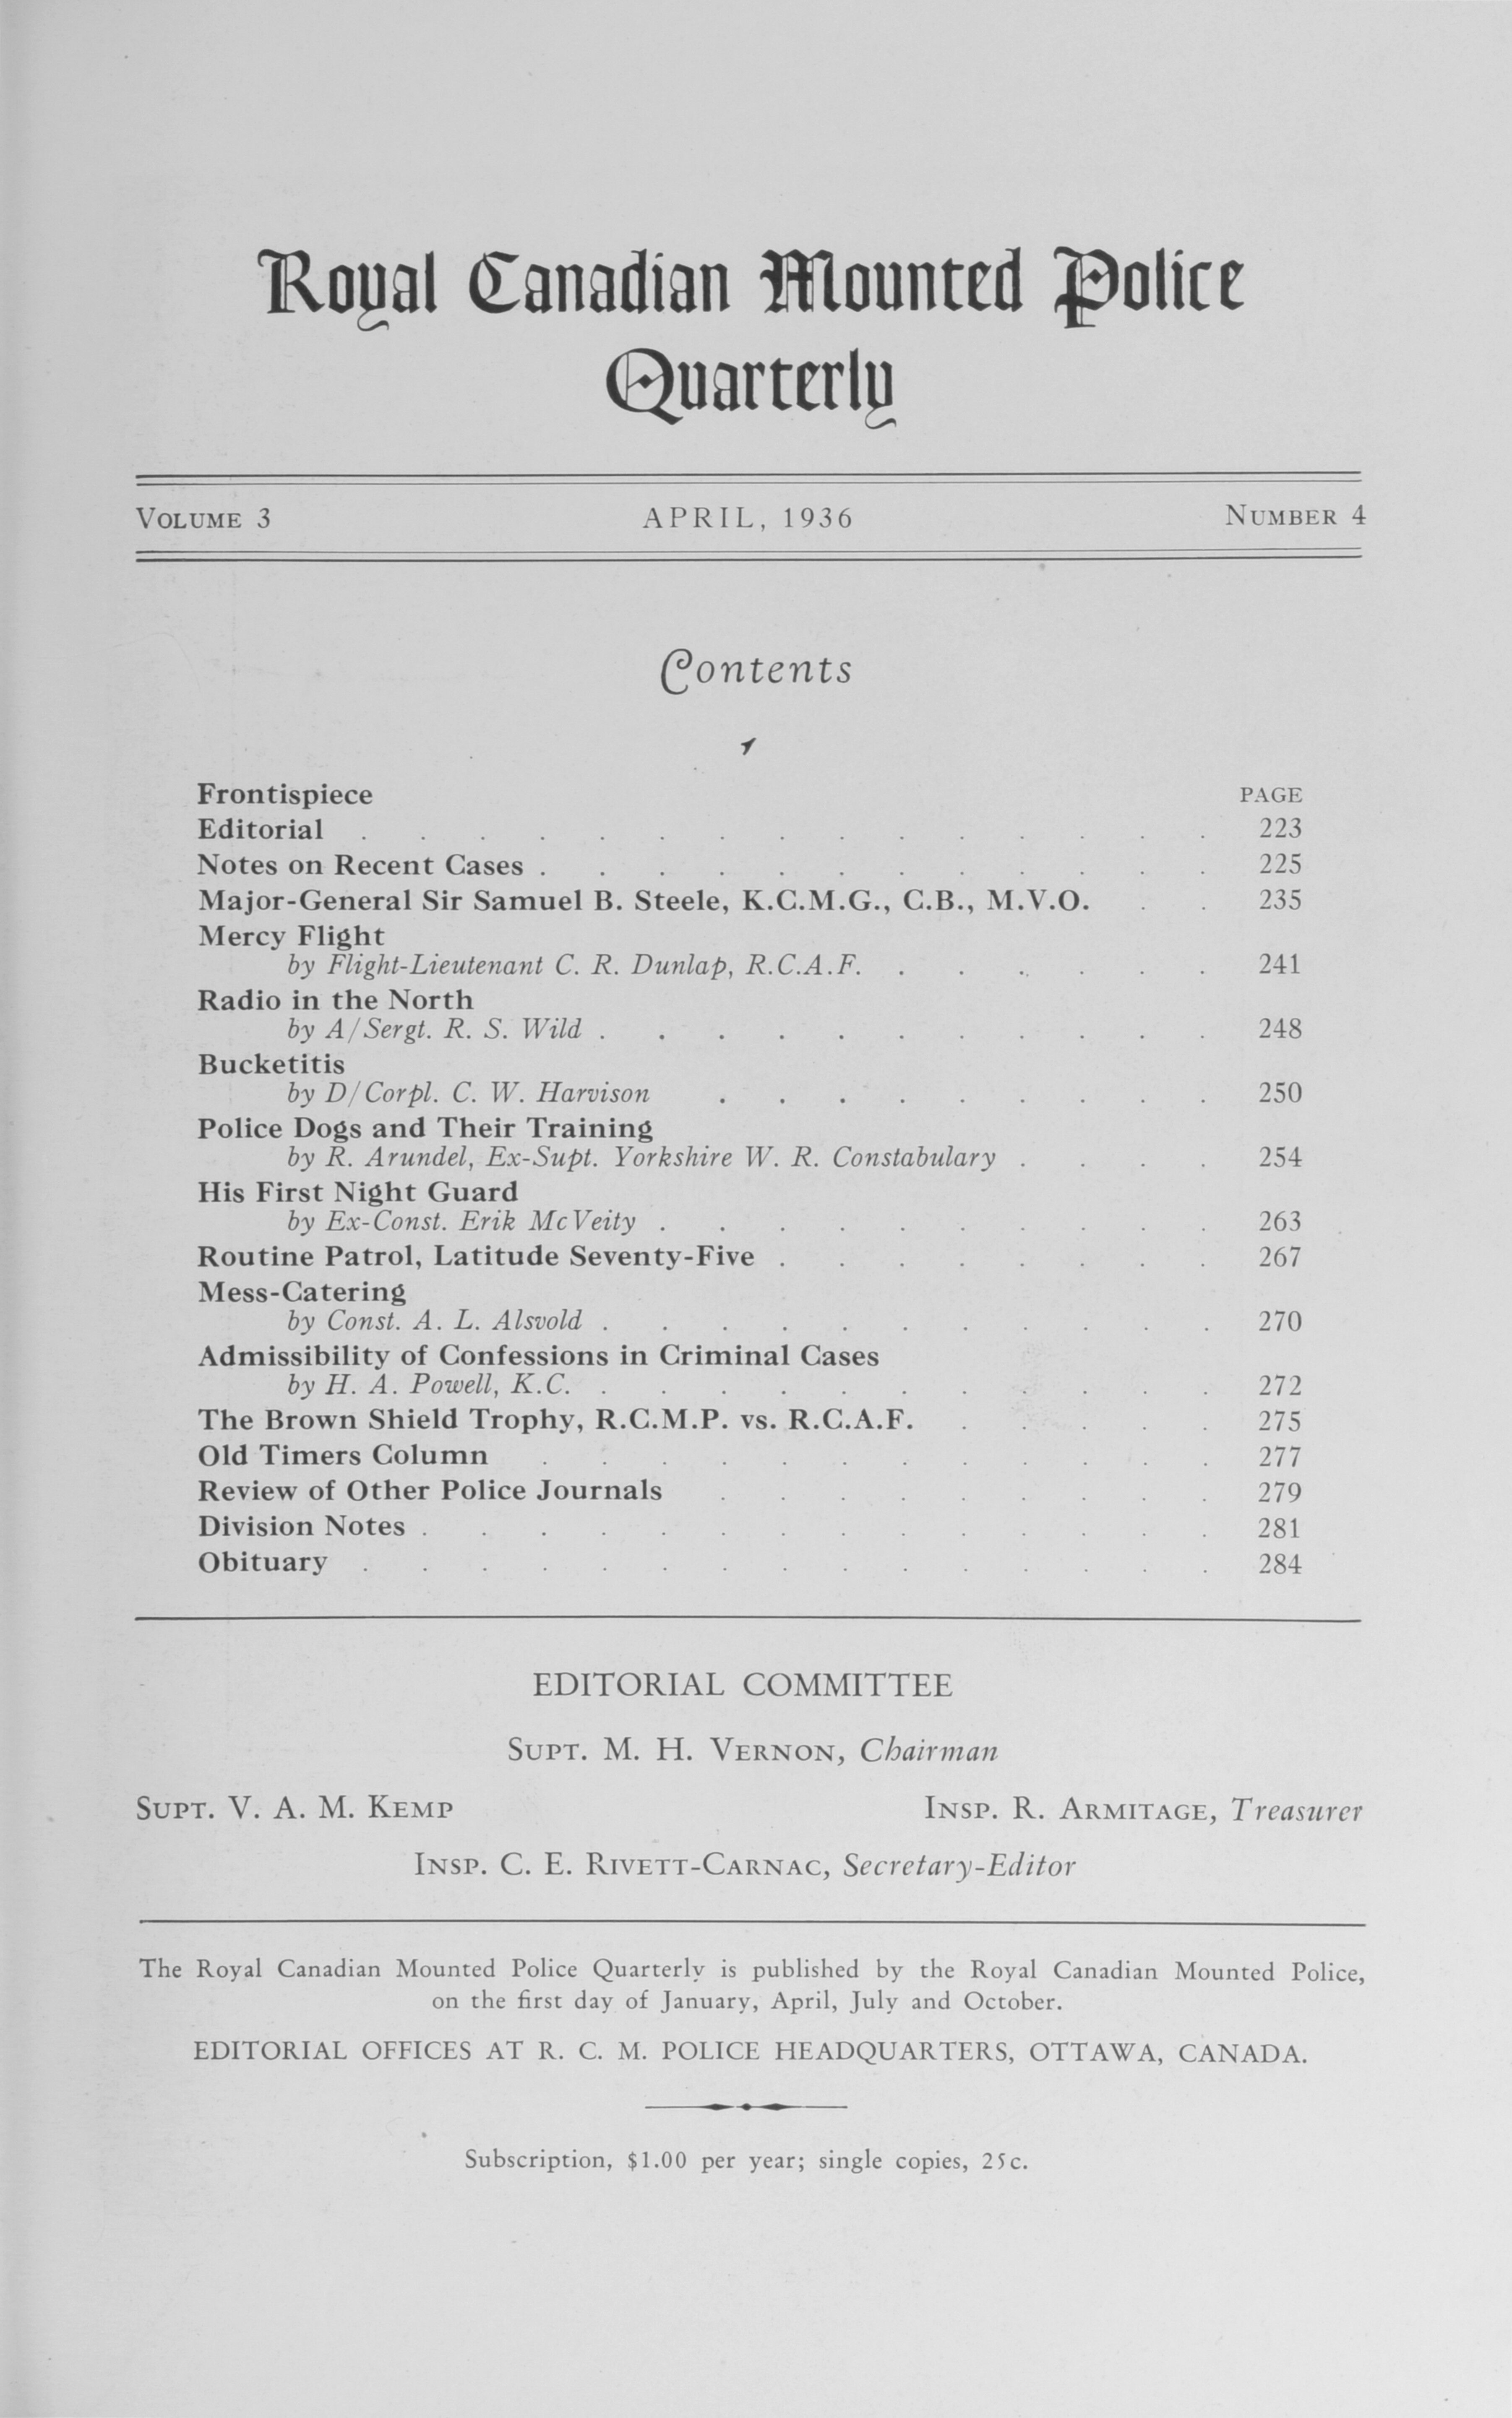 Royal Canadian Mounted Police
Quarterly
VOLUME 3 APRIL, 1936 NUMBER 4
Contents
Frontispiece PAGE
Editorial . . . . . . . . . . . . . . . 223
Notes on Recent Cases . . . . . . . . . . . . 225
Major-General Sir Samuel B. Steele, K.C.M.G., C.B., M.V.O. . . 235
Mercy Flight
by Flight-Lieutenant C. R. Dunlap, R.C.A.F. . . . . . . 241
Radio in the North
by A/Sergt. R. S. Wild . . . . . . . . . . . 248
Bucketitis
by D/Corpl. C. W. Harvison . . . . . . . . . 250
Police Dogs and Their Training
by R. Arundel, Ex-Supt. Yorkshire W. R. Constabulary . . . . 254
His First Night Guard
by Ex-Const. Erik McVeity . . . . . . . . . . 263
Routine Patrol, Latitude Seventy-Five . . . . . . . . 267
Mess-Catering
by Const. A. L. Alsvold . . . . . . . . . . . 270
Admissibility of Confessions in Criminal Cases
by H. A. Powell, K.C. . . . . . . . . . . . 272
The Brown Shield Trophy, R.C.M.P. vs. R.C.A.F. . . . . . 275
Old Timers Column . . . . . . . . . . . . 277
Review of Other Police Journals . . . . . . . . . 279
Division Notes . . . . . . . . . . . . . . 281
Obituary . . . . . . . . . . . . . . . 284
EDITORIAL COMMITTEE
SUPT. M. H. VERNON, Chairman
SUPT. V. A. M. KEMP INSP. R. ARMITAGE, Treasurer
INSP. C. E. RIVETT-CARNAC, Secretary-Editor
The Royal Canadian Mounted Police Quarterly is published by the Royal Canadian Mounted Police,
on the first day of January, April, July and October.
EDITORIAL OFFICES AT R. C. M. POLICE HEADQUARTERS, OTTAWA, CANADA.
Subscription, $1.00 per year; single copies, 25c.